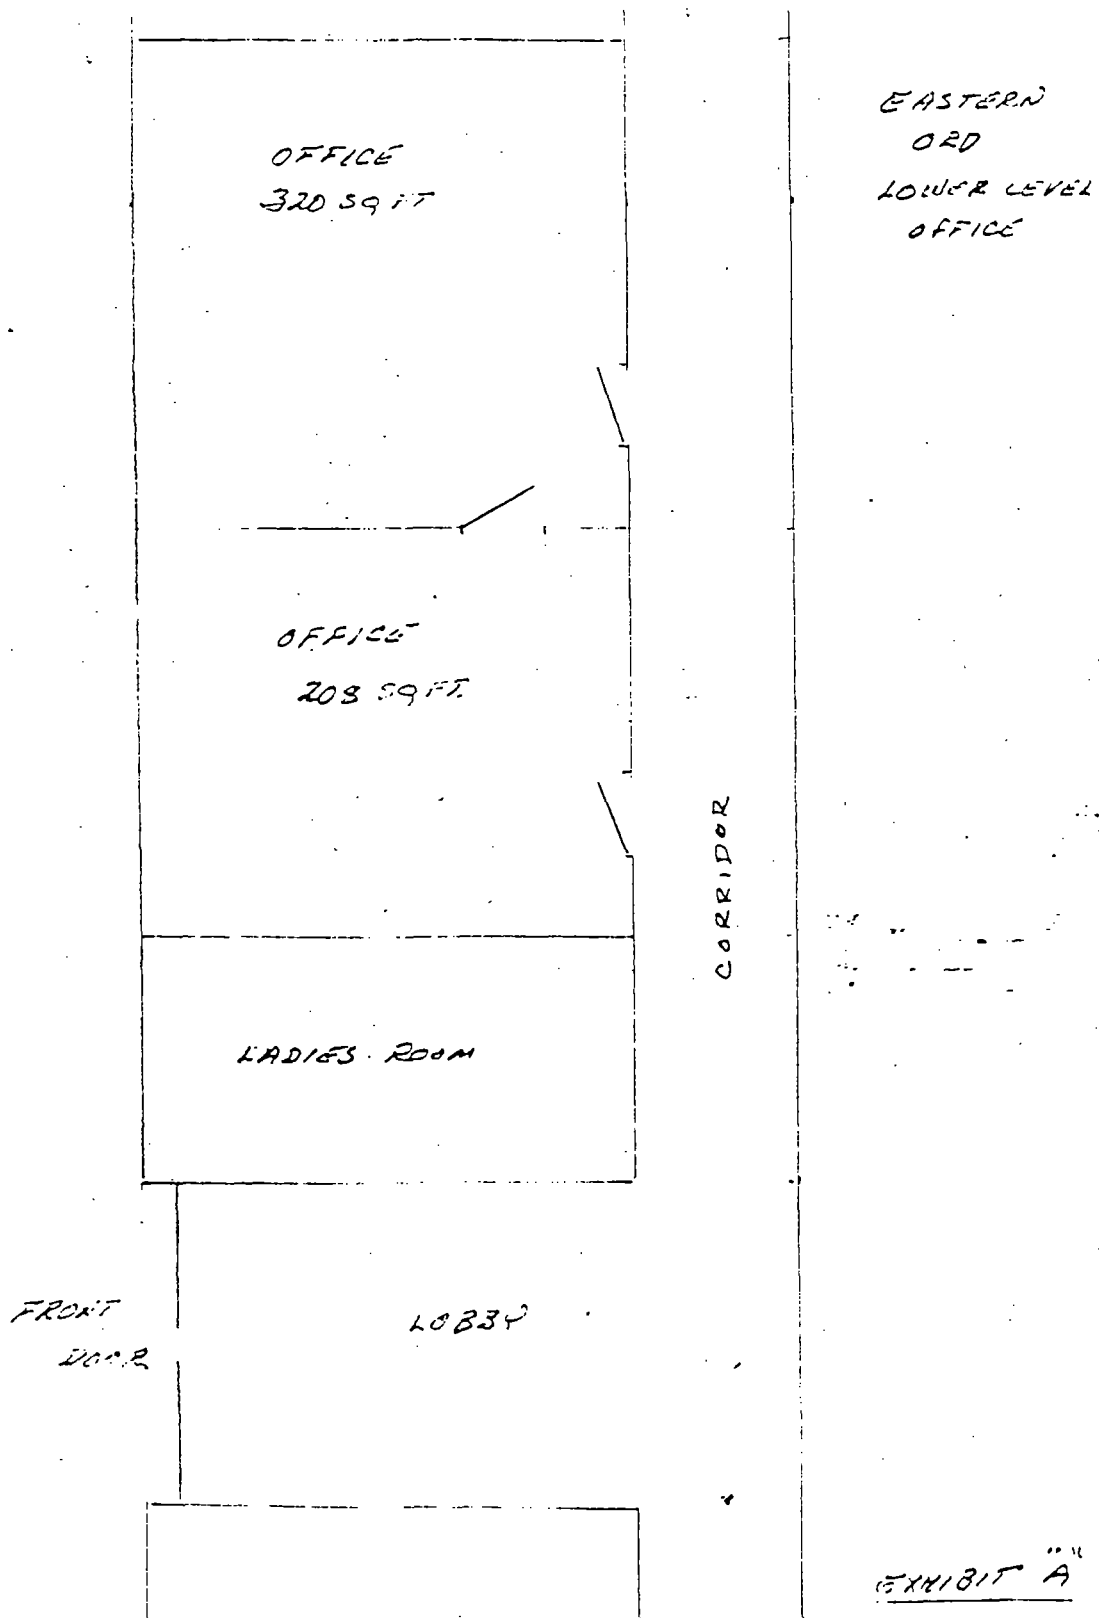 EASTERN
ORD
LOWER LEVEL
OFFICE
OFFICE
320 SQ FT
OFFICE
208 SQ FT.
CORRIDOR
LADIES ROOM
FRONT
DOOR
LOBBY
EXHIBIT "A"